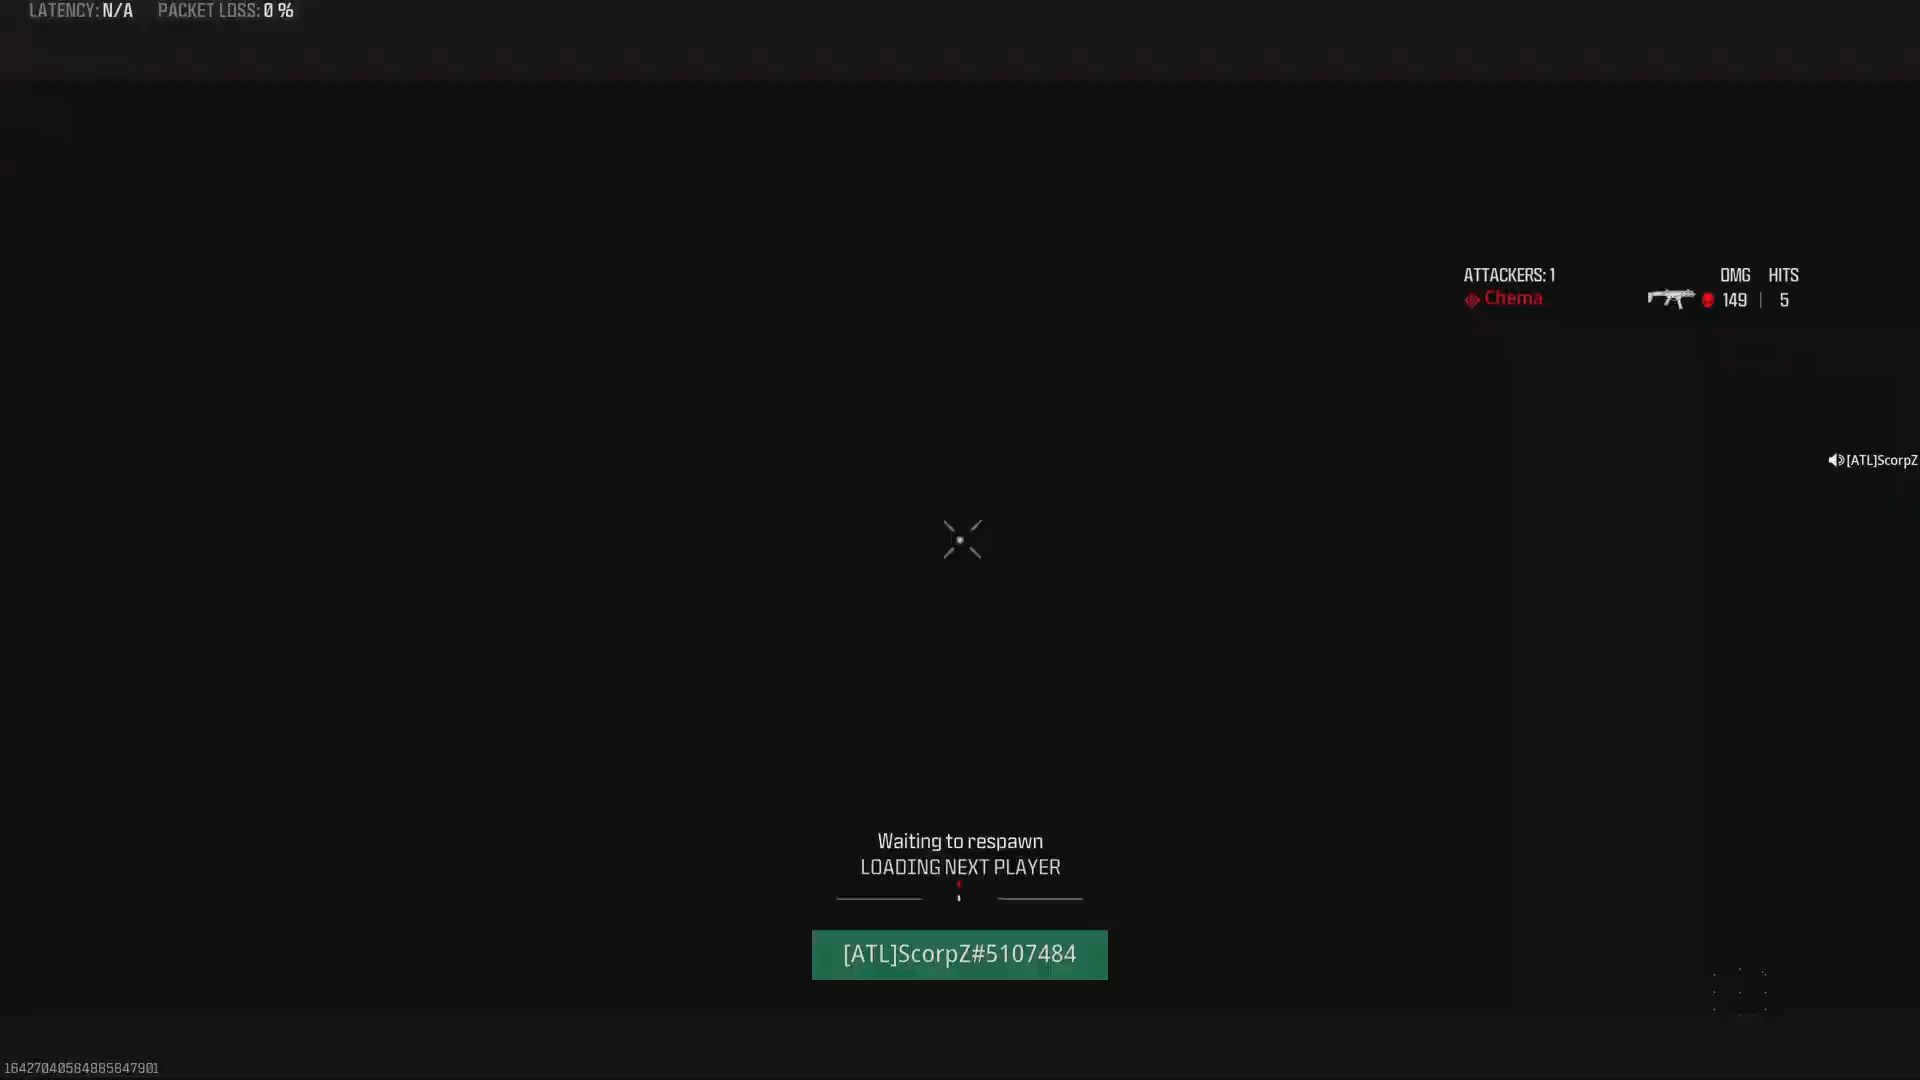 LATENCY: N/A PACKET LOSS: 0 %
ATTACKERS: 1 DMG HITS
Chema 149 | 5
[ATL]ScorpZ
Waiting to respawn
LOADING NEXT PLAYER
[ATL]ScorpZ#5107484
16427040564885647901